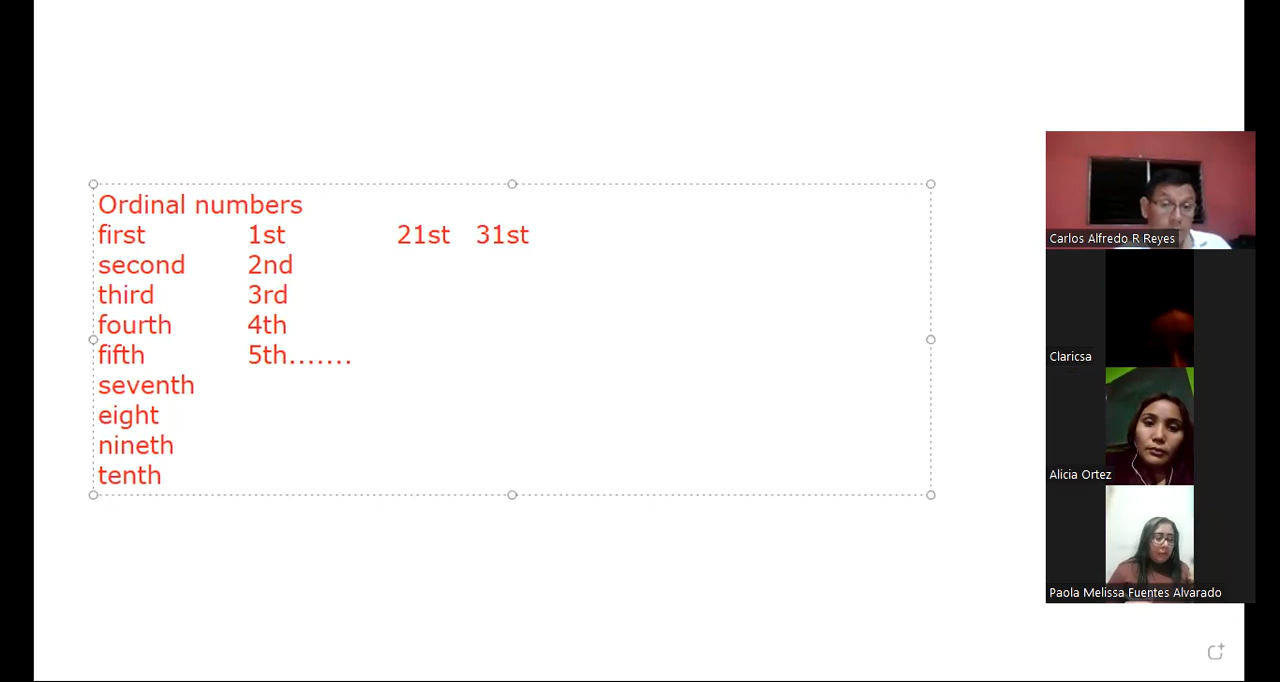 Ordinal numbers
first 1st 21st 31st
second 2nd
third 3rd
fourth 4th
fifth 5th.......
seventh
eight
nineth
tenth
Carlos Alfredo R Reyes
Claricsa
Alicia Ortez
Paola Melissa Fuentes Alvarado